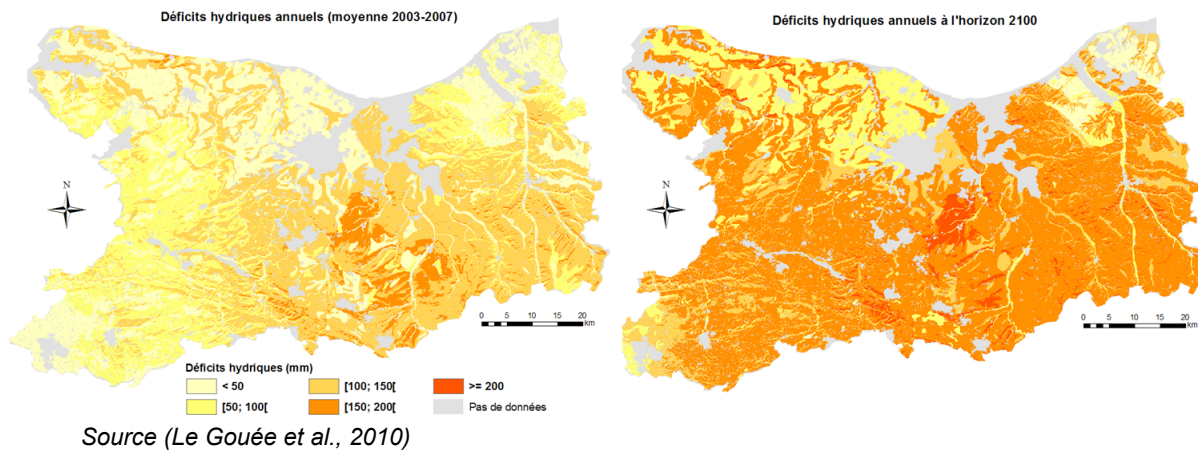 Déficits hydriques annuels (moyenne 2003-2007)
Déficits hydriques annuels à l'horizon 2100
N
N
0 5 10 15 20
km
0 5 10 15 20
km
Déficits hydriques (mm)
< 50
[100; 150[
>= 200
[50; 100[
[150; 200[
Pas de données
Source (Le Gouée et al., 2010)